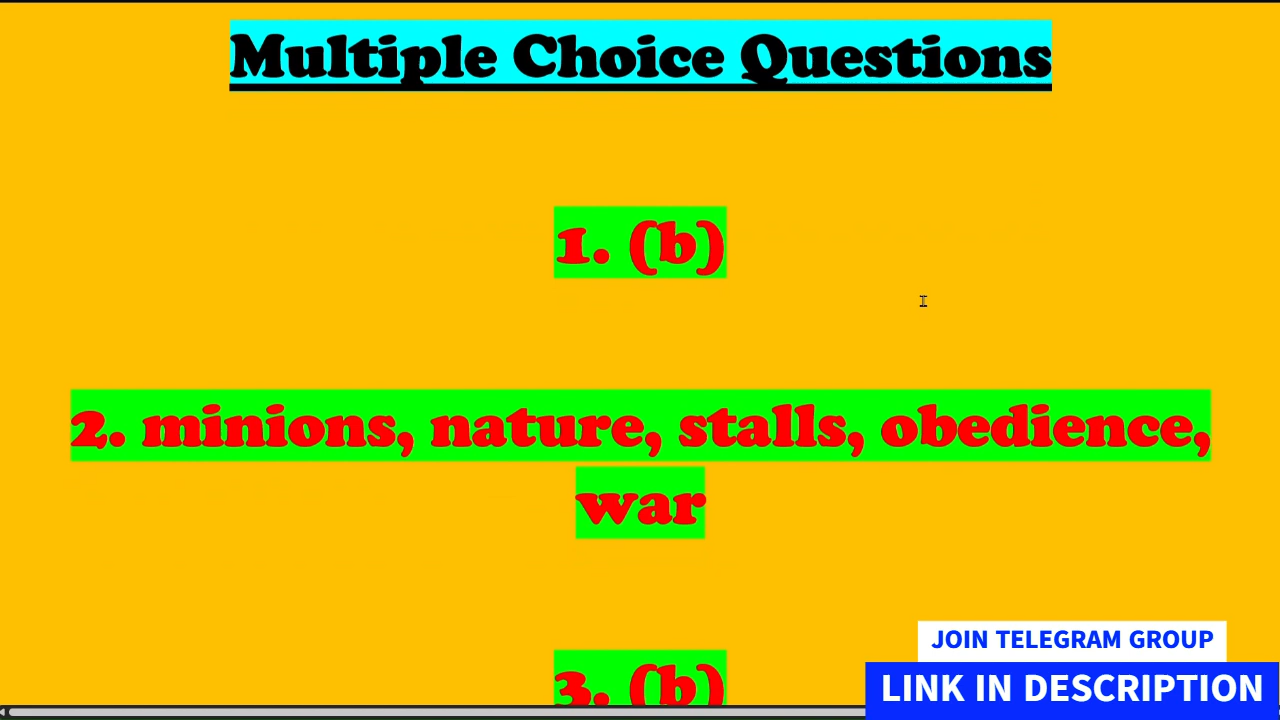 Multiple Choice Questions
1. (b)
2. minions, nature, stalls, obedience,
war
3. (b)
JOIN TELEGRAM GROUP
LINK IN DESCRIPTION